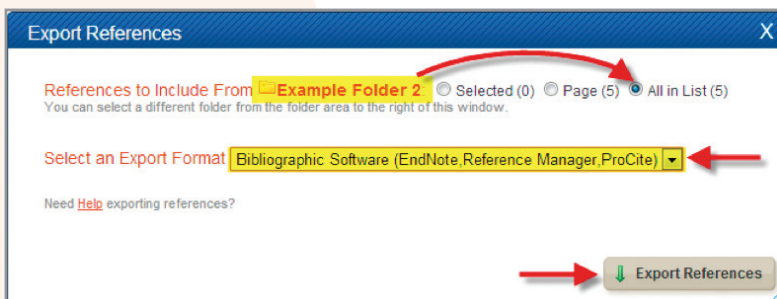 Export References X
References to Include From Example Folder 2: Selected (0) Page (5) All in List (5)
You can select a different folder from the folder area to the right of this window.
Select an Export Format Bibliographic Software (EndNote,Reference Manager,ProCite)
Need Help exporting references?
Export References